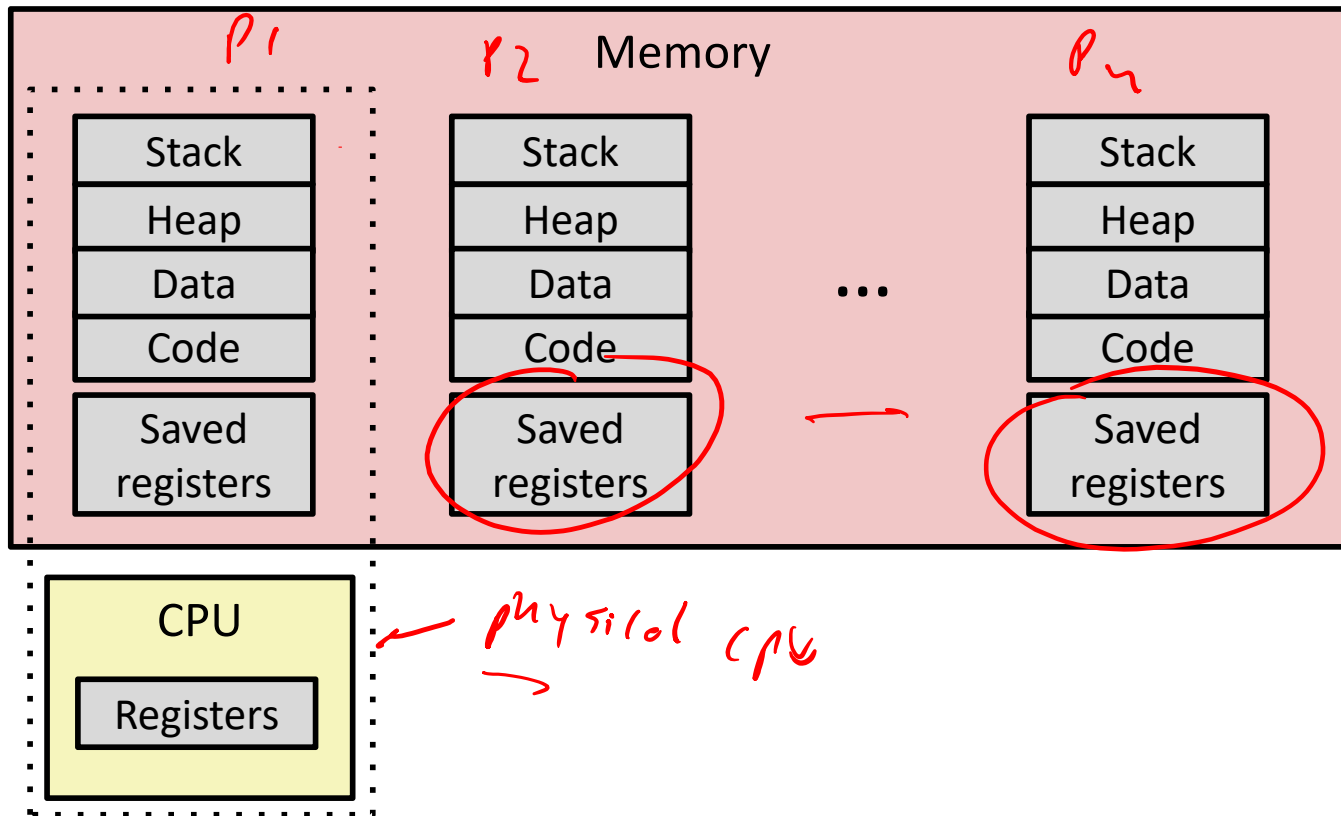 P1 P2 Memory Pn
Stack Stack Stack
Heap Heap Heap
Data Data ... Data
Code Code Code
Saved registers Saved registers Saved registers
CPU
physical CPU
Registers